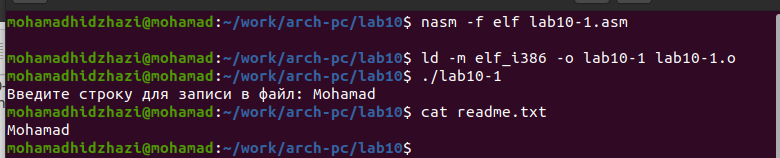 mohamadhidzhazi@mohamad:~/work/arch-pc/lab10$ nasm -f elf lab10-1.asm
mohamadhidzhazi@mohamad:~/work/arch-pc/lab10$ ld -m elf_i386 -o lab10-1 lab10-1.o
mohamadhidzhazi@mohamad:~/work/arch-pc/lab10$ ./lab10-1
Введите строку для записи в файл: Mohamad
mohamadhidzhazi@mohamad:~/work/arch-pc/lab10$ cat readme.txt
Mohamad
mohamadhidzhazi@mohamad:~/work/arch-pc/lab10$